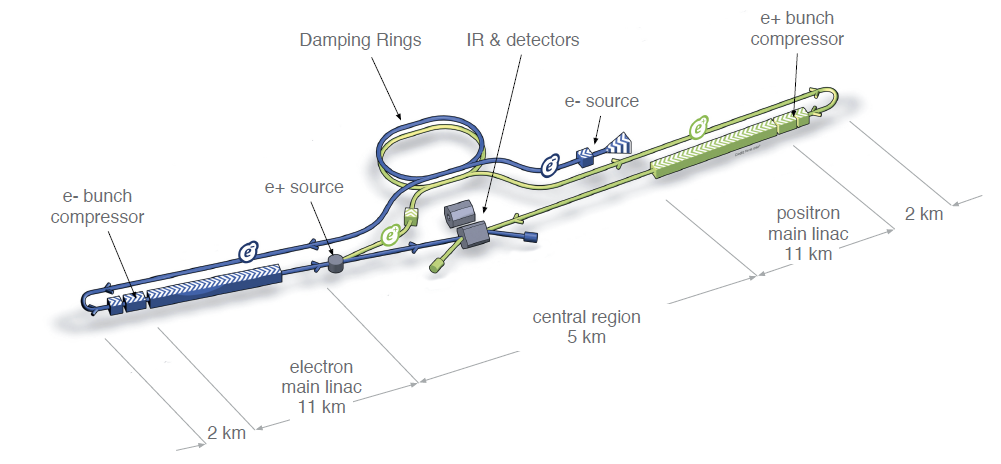 e+ bunch
compressor
Damping Rings
IR & detectors
e- source
e-
e-
e+ source
e- bunch
compressor
2 km
positron
main linac
11 km
central region
5 km
electron
main linac
11 km
2 km